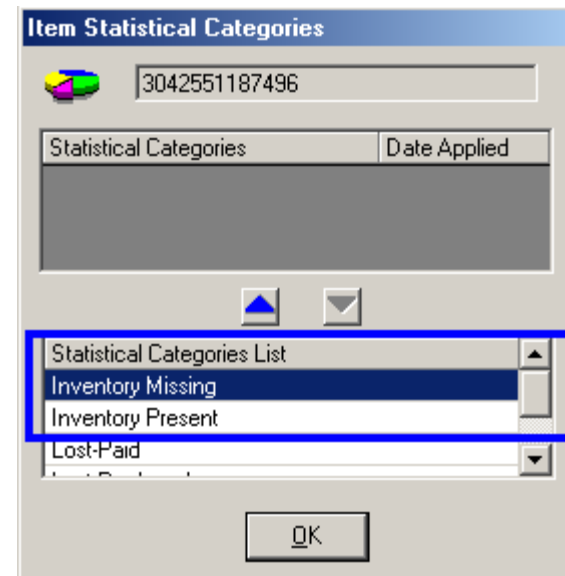 Item Statistical Categories
3042551187496
Statistical Categories Date Applied
Statistical Categories List
Inventory Missing
Inventory Present
Lost-Paid
OK